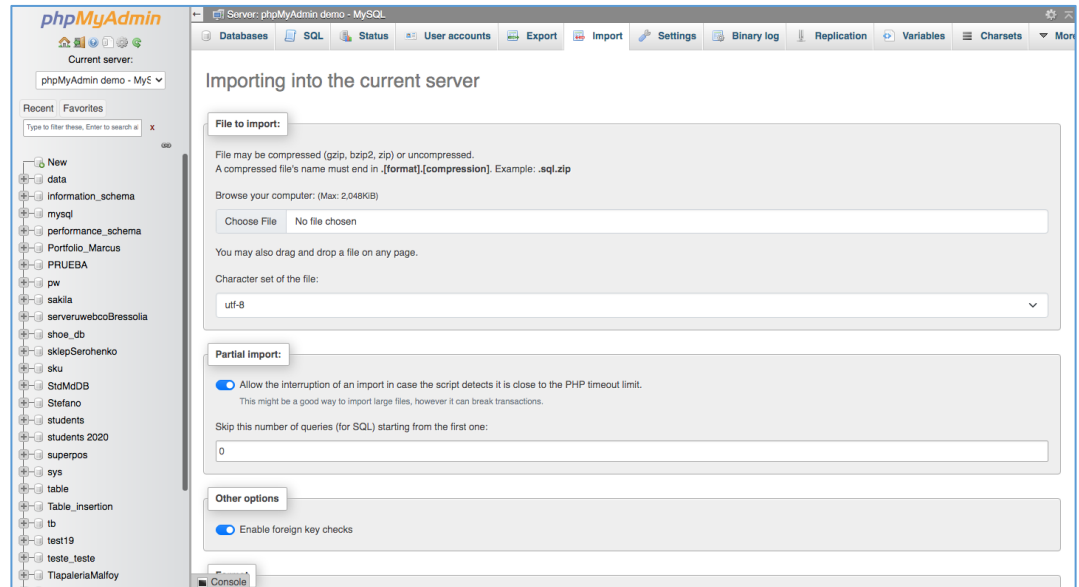 phpMyAdmin
Current server:
phpMyAdmin demo - MyS
Recent Favorites
Type to filter these, Enter to search a
X
New
data
information_schema
mysql
performance_schema
Portfolio_Marcus
PRUEBA
pw
sakila
serveruwebcoBressolia
shoe_db
sklepSerohenko
sku
StdMdDB
Stefano
students
students 2020
superpos
sys
table
Table_insertion
tb
test19
teste_teste
TlapaleriaMalfoy
Server: phpMyAdmin demo - MySQL
Databases SQL Status User accounts Export Import Settings Binary log Replication Variables Charsets More
Importing into the current server
File to import:
File may be compressed (gzip, bzip2, zip) or uncompressed.
A compressed file's name must end in .[format].[compression]. Example: .sql.zip
Browse your computer: (Max: 2,048KiB)
Choose File No file chosen
You may also drag and drop a file on any page.
Character set of the file:
utf-8
Partial import:
Allow the interruption of an import in case the script detects it is close to the PHP timeout limit.
This might be a good way to import large files, however it can break transactions.
Skip this number of queries (for SQL) starting from the first one:
0
Other options
Enable foreign key checks
Console